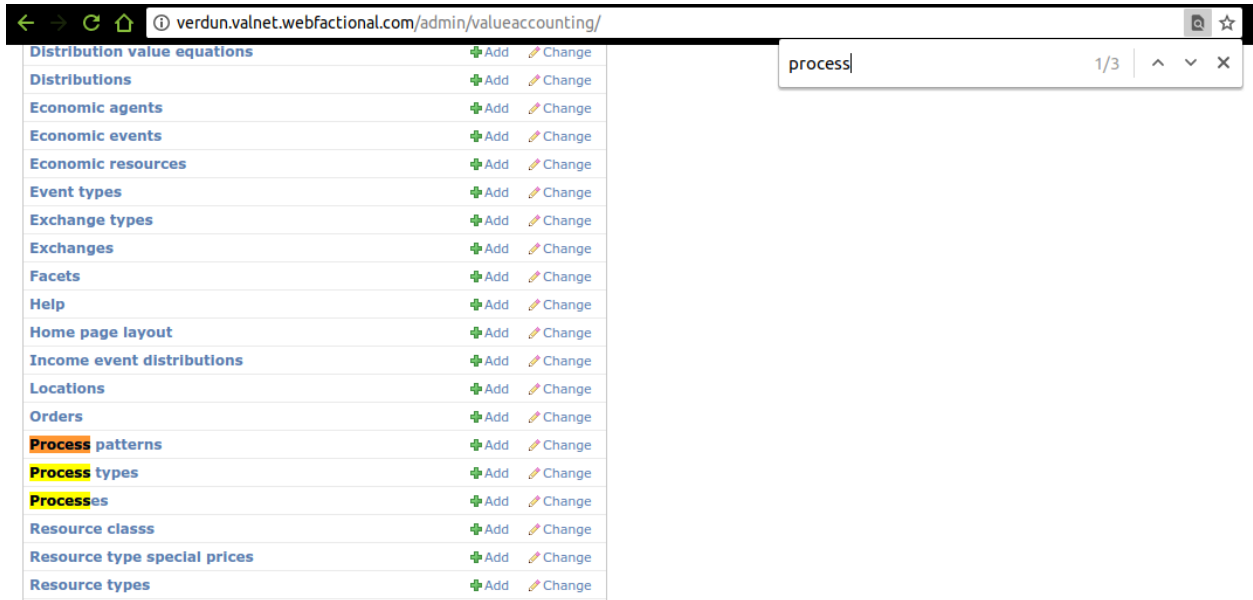 verdun.valnet.webfactional.com/admin/valueaccounting/
process 1/3
Distribution value equations Add Change
Distributions Add Change
Economic agents Add Change
Economic events Add Change
Economic resources Add Change
Event types Add Change
Exchange types Add Change
Exchanges Add Change
Facets Add Change
Help Add Change
Home page layout Add Change
Income event distributions Add Change
Locations Add Change
Orders Add Change
Process patterns Add Change
Process types Add Change
Processes Add Change
Resource classs Add Change
Resource type special prices Add Change
Resource types Add Change